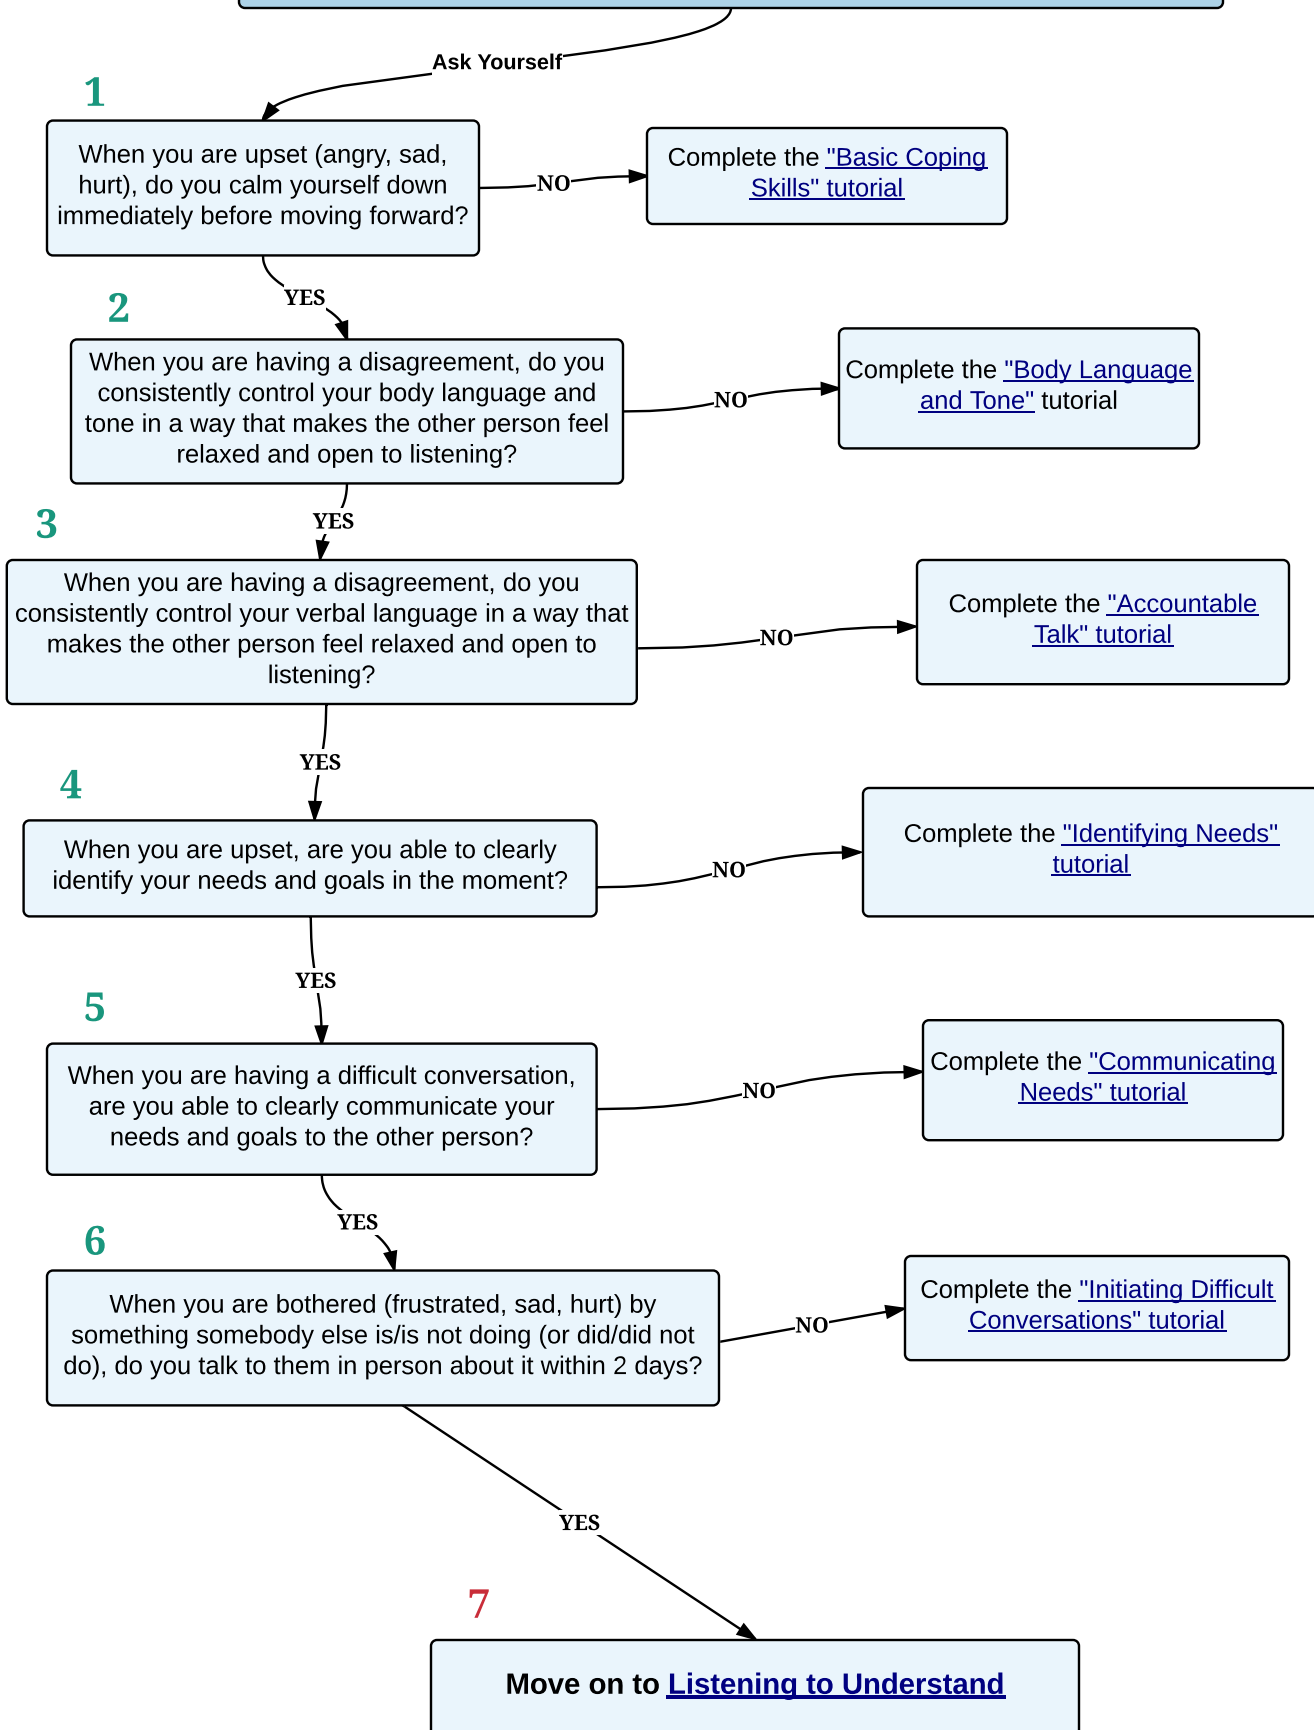 Ask Yourself
1
When you are upset (angry, sad,
hurt), do you calm yourself down
immediately before moving forward?
NO
Complete the "Basic Coping
Skills" tutorial
YES
2
When you are having a disagreement, do you
consistently control your body language and
tone in a way that makes the other person feel
relaxed and open to listening?
NO
Complete the "Body Language
and Tone" tutorial
YES
3
When you are having a disagreement, do you
consistently control your verbal language in a way that
makes the other person feel relaxed and open to
listening?
NO
Complete the "Accountable
Talk" tutorial
YES
4
When you are upset, are you able to clearly
identify your needs and goals in the moment?
NO
Complete the "Identifying Needs"
tutorial
YES
5
When you are having a difficult conversation,
are you able to clearly communicate your
needs and goals to the other person?
NO
Complete the "Communicating
Needs" tutorial
YES
6
When you are bothered (frustrated, sad, hurt) by
something somebody else is/is not doing (or did/did not
do), do you talk to them in person about it within 2 days?
NO
Complete the "Initiating Difficult
Conversations" tutorial
YES
7
Move on to Listening to Understand